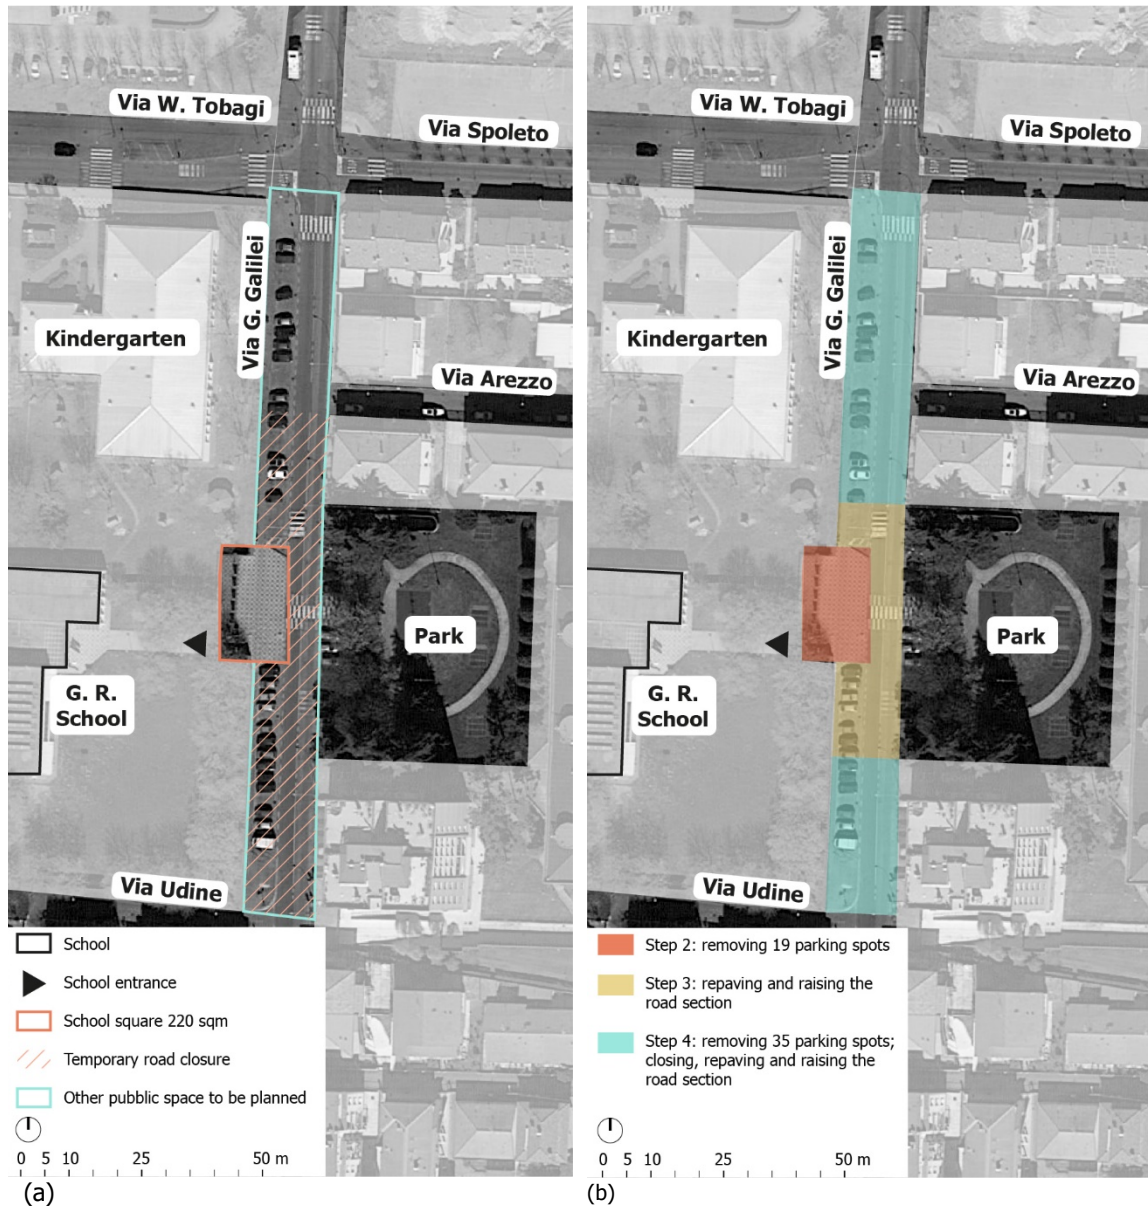 Via W. Tobagi
Via Spoleto
Via G. Galilei
Kindergarten
Via Arezzo
Park
G. R.
School
Via Udine
School
School entrance
School square 220 sqm
Temporary road closure
Other pubblic space to be planned
0 5 10 25 50 m
(a)
Via W. Tobagi
Via Spoleto
Via G. Galilei
Kindergarten
Via Arezzo
Park
G. R.
School
Via Udine
Step 2: removing 19 parking spots
Step 3: repaving and raising the
road section
Step 4: removing 35 parking spots;
closing, repaving and raising the
road section
0 5 10 25 50 m
(b)